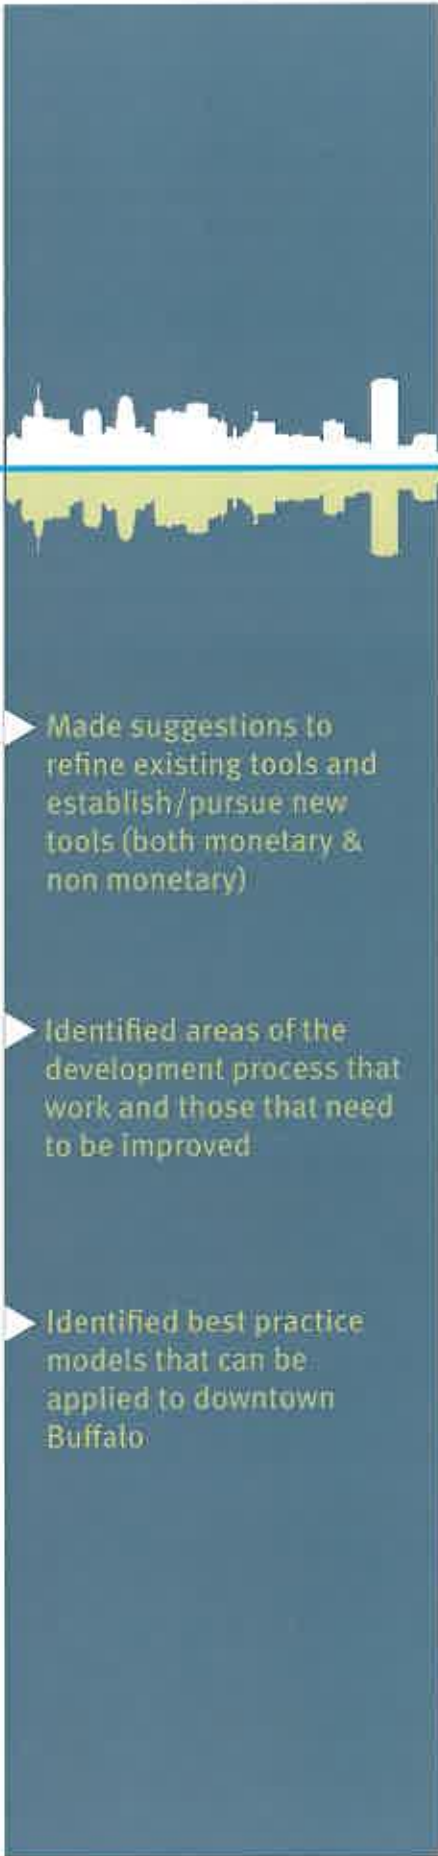 Made suggestions to
refine existing tools and
establish/pursue new
tools (both monetary &
non monetary)
Identified areas of the
development process that
work and those that need
to be improved
Identified best practice
models that can be
applied to downtown
Buffalo